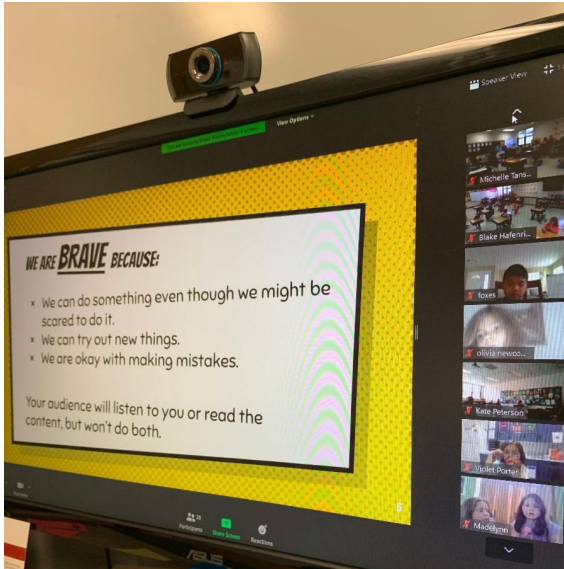 Speaker View
View Options
WE ARE BRAVE BECAUSE:
× We can do something even though we might be
scared to do it.
× We can try out new things.
× We are okay with making mistakes.
Your audience will listen to you or read the
content, but won't do both.
8
Michelle Tans...
Blake Hafenri...
foxes
olivia newco...
Kate Peterson
Violet Porter
Madelynn
28
Participants
Share Screen
Reactions
ASUS